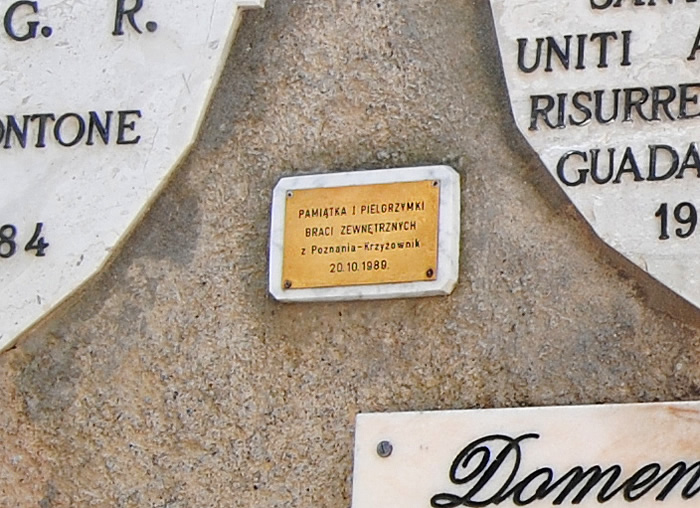 G. R.
ONTONE
84
PAMIĄTKA I PIELGRZYMKI
BRACI ZEWNĘTRZNYCH
z Poznania-Krzyżownik
20.10.1989.
UNITI
RISURRE
GUADA
19
Domen